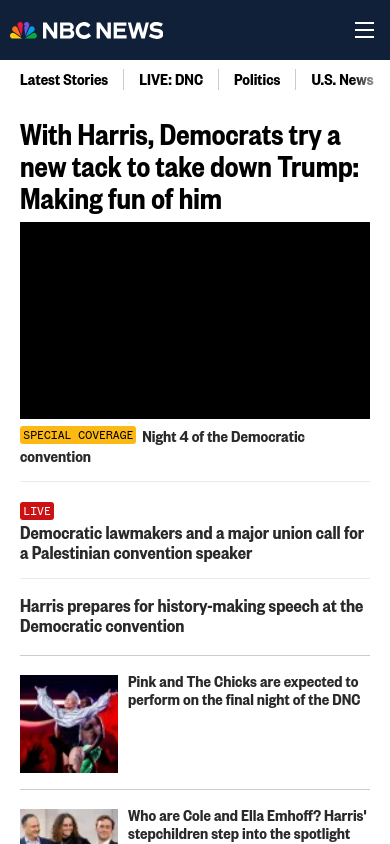 NBC NEWS
Latest Stories
LIVE: DNC
Politics
U.S. News
With Harris, Democrats try a
new tack to take down Trump:
Making fun of him
SPECIAL COVERAGE Night 4 of the Democratic
convention
LIVE
Democratic lawmakers and a major union call for
a Palestinian convention speaker
Harris prepares for history-making speech at the
Democratic convention
Pink and The Chicks are expected to
perform on the final night of the DNC
Who are Cole and Ella Emhoff? Harris'
stepchildren step into the spotlight